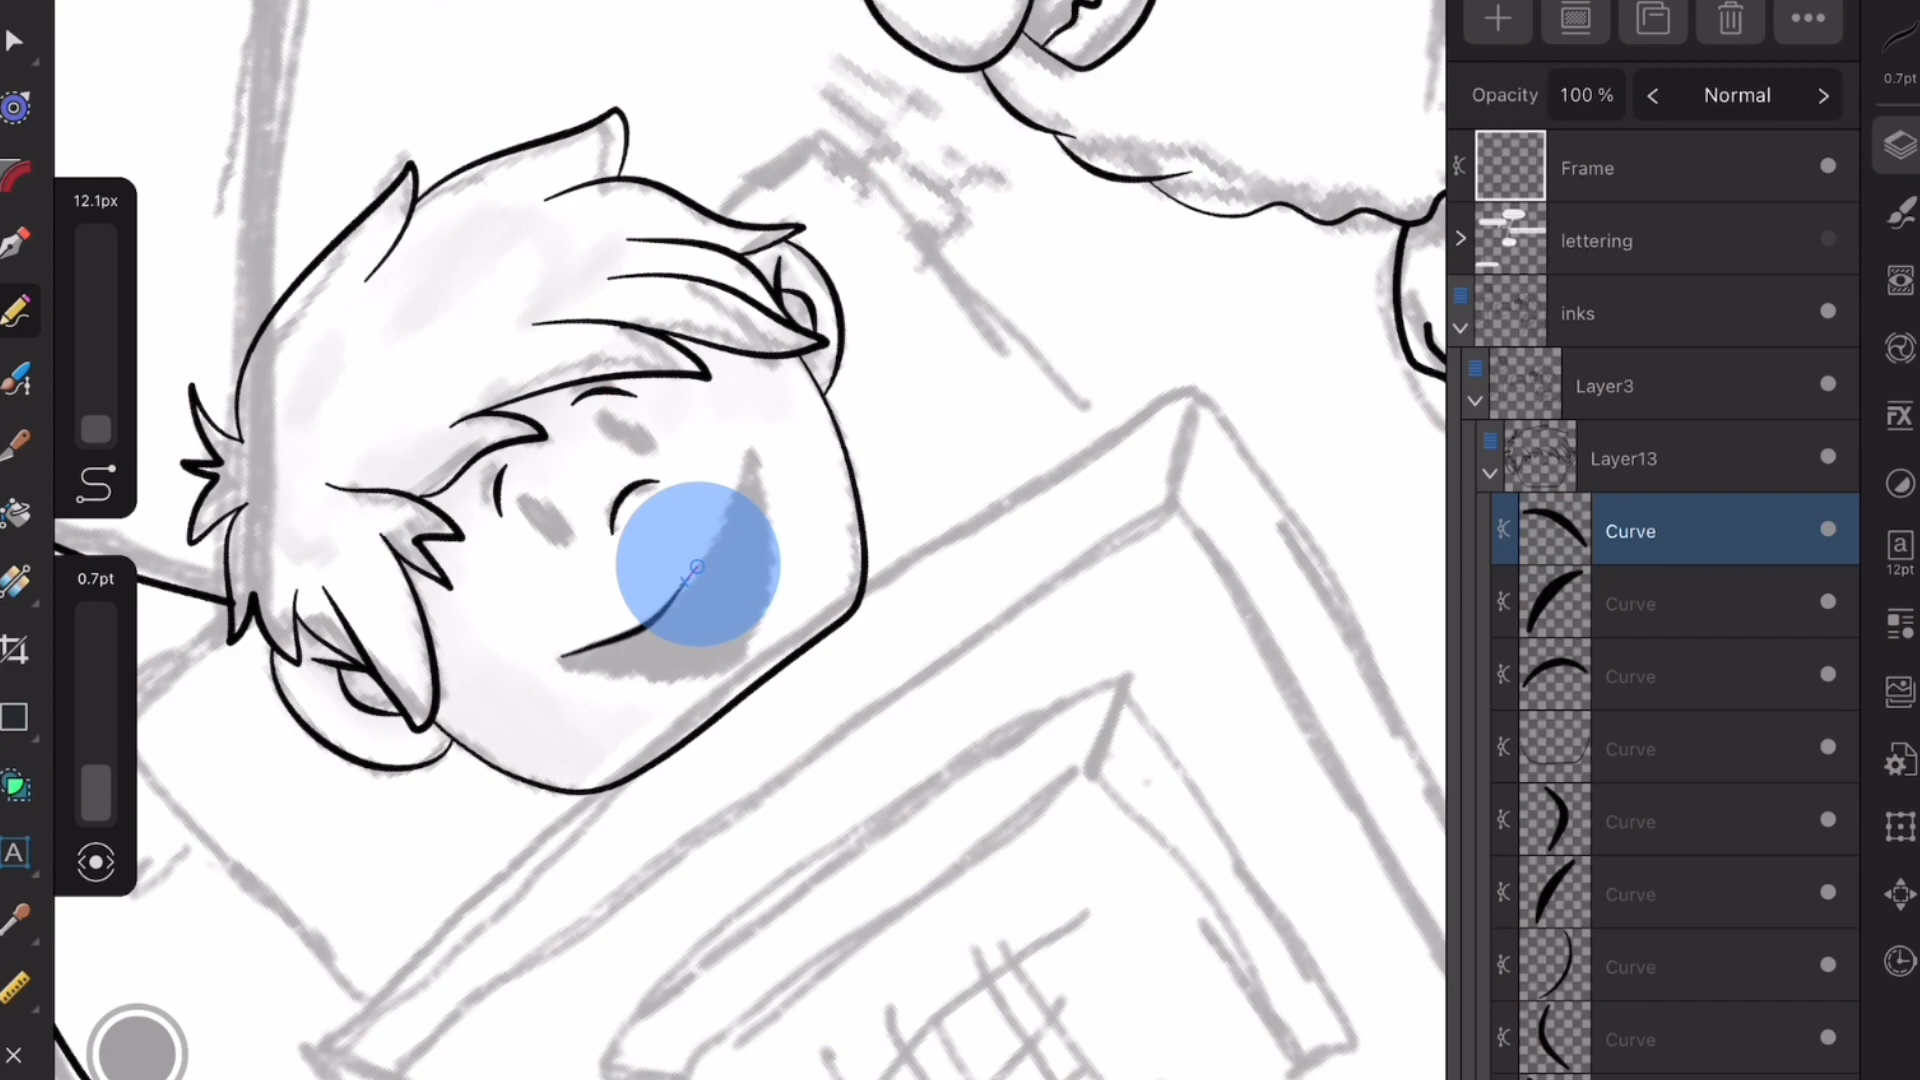 Opacity 100 % < Normal >
0.7pt
Frame
12.1px
lettering
inks
Layer3
Layer13
FX
Curve
a
12pt
0.7pt
Curve
Curve
Curve
Curve
A
Curve
Curve
Curve